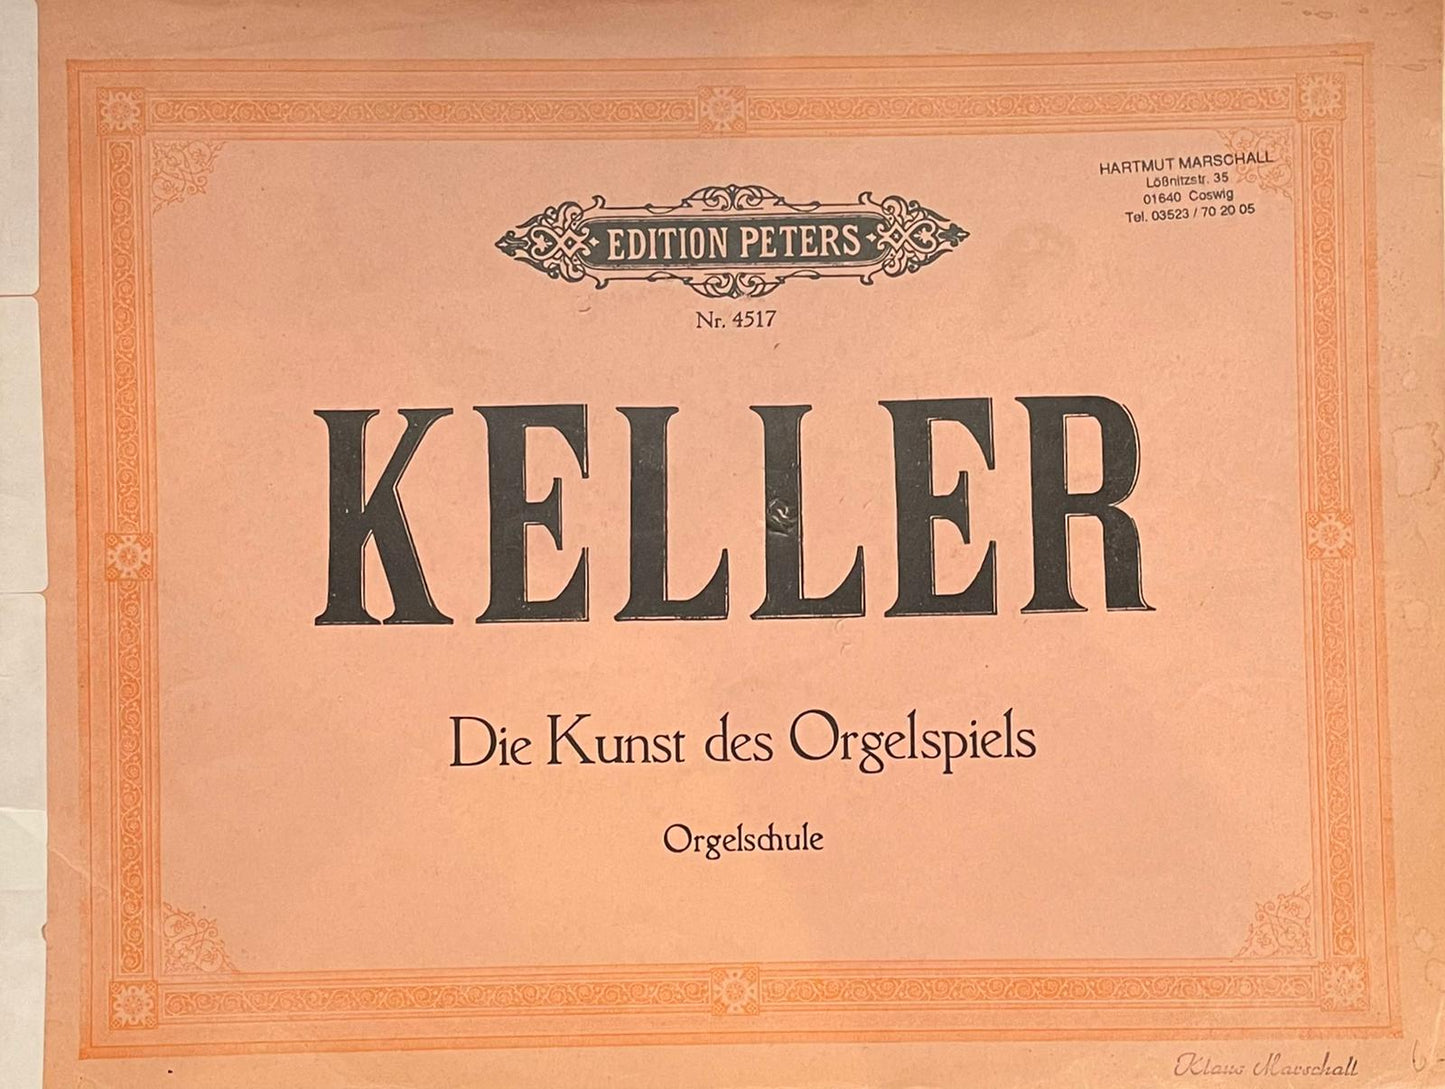 HARTMUT MARSCHALL
Lößnitzstr. 35
01640 Coswig
Tel. 03523 / 70 20 05
EDITION PETERS
Nr. 4517
KELLER
Die Kunst des Orgelspiels
Orgelschule
Klaus Marschall